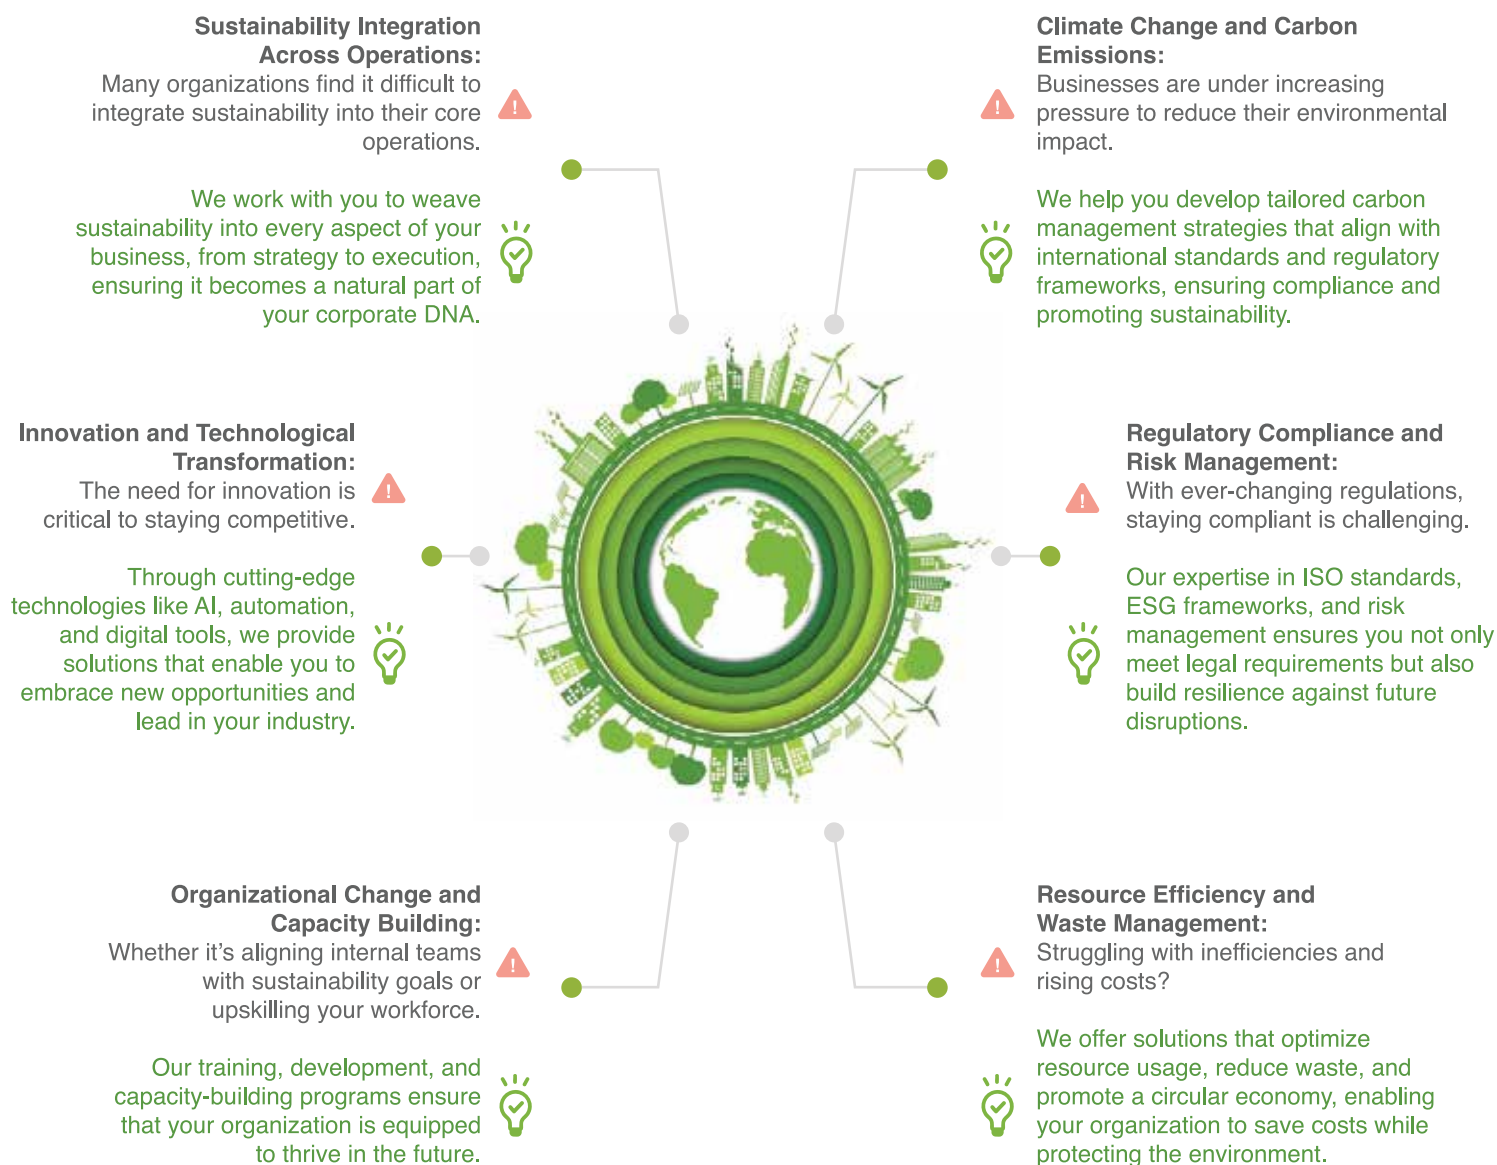 Sustainability Integration
Across Operations:
Many organizations find it difficult to
integrate sustainability into their core
operations.
We work with you to weave
sustainability into every aspect of your
business, from strategy to execution,
ensuring it becomes a natural part of
your corporate DNA.
Climate Change and Carbon
Emissions:
Businesses are under increasing
pressure to reduce their environmental
impact.
We help you develop tailored carbon
management strategies that align with
international standards and regulatory
frameworks, ensuring compliance and
promoting sustainability.
Innovation and Technological
Transformation:
The need for innovation is
critical to staying competitive.
Through cutting-edge
technologies like AI, automation,
and digital tools, we provide
solutions that enable you to
embrace new opportunities and
lead in your industry.
Regulatory Compliance and
Risk Management:
With ever-changing regulations,
staying compliant is challenging.
Our expertise in ISO standards,
ESG frameworks, and risk
management ensures you not only
meet legal requirements but also
build resilience against future
disruptions.
Organizational Change and
Capacity Building:
Whether it’s aligning internal teams
with sustainability goals or
upskilling your workforce.
Our training, development, and
capacity-building programs ensure
that your organization is equipped
to thrive in the future.
Resource Efficiency and
Waste Management:
Struggling with inefficiencies and
rising costs?
We offer solutions that optimize
resource usage, reduce waste, and
promote a circular economy, enabling
your organization to save costs while
protecting the environment.